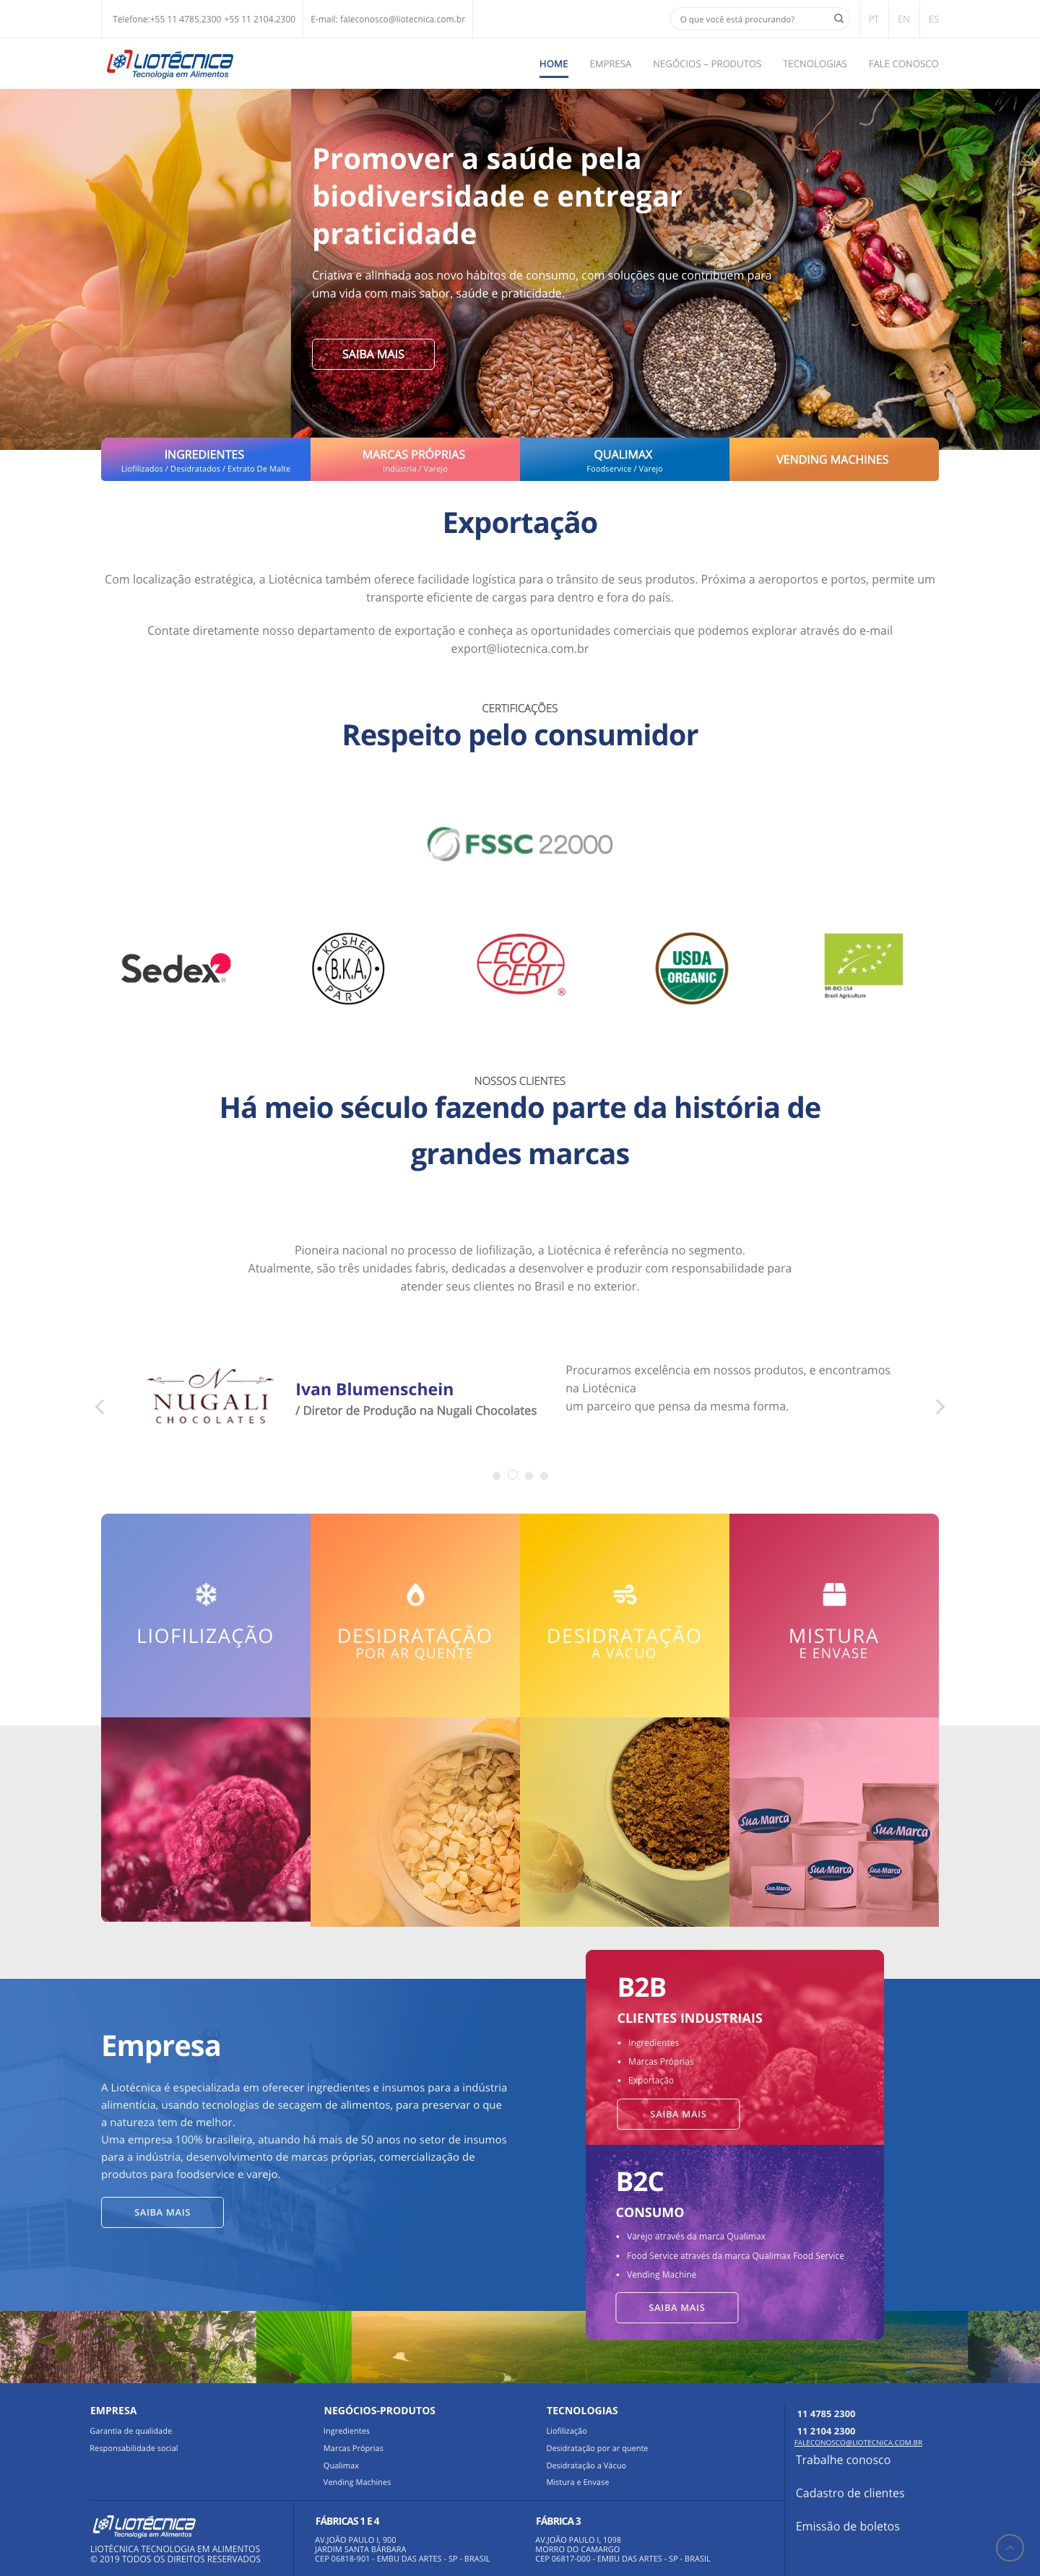 Telefone:+55 11 4785.2300 +55 11 2104.2300
E-mail: faleconosco@liotecnica.com.br
O que você está procurando?
PT
EN
ES
LIOTÉCNICA
Tecnologia em Alimentos
HOME
EMPRESA
NEGÓCIOS – PRODUTOS
TECNOLOGIAS
FALE CONOSCO
Promover a saúde pela
biodiversidade e entregar
praticidade
Criativa e alinhada aos novo hábitos de consumo, com soluções que contribuem para
uma vida com mais sabor, saúde e praticidade.
SAIBA MAIS
INGREDIENTES
Liofilizados / Desidratados / Extrato De Malte
MARCAS PRÓPRIAS
Indústria / Varejo
QUALIMAX
Foodservice / Varejo
VENDING MACHINES
Exportação
Com localização estratégica, a Liotécnica também oferece facilidade logística para o trânsito de seus produtos. Próxima a aeroportos e portos, permite um
transporte eficiente de cargas para dentro e fora do país.
Contate diretamente nosso departamento de exportação e conheça as oportunidades comerciais que podemos explorar através do e-mail
export@liotecnica.com.br
CERTIFICAÇÕES
Respeito pelo consumidor
FSSC 22000
Sedex®
KOSHER
B.K.A.
PARVE
ECO
CERT
®
USDA
ORGANIC
BR-BIO-154
Brasil Agriculture
NOSSOS CLIENTES
Há meio século fazendo parte da história de
grandes marcas
Pioneira nacional no processo de liofilização, a Liotécnica é referência no segmento.
Atualmente, são três unidades fabris, dedicadas a desenvolver e produzir com responsabilidade para
atender seus clientes no Brasil e no exterior.
N
NUGALI
CHOCOLATES
Ivan Blumenschein
/ Diretor de Produção na Nugali Chocolates
Procuramos excelência em nossos produtos, e encontramos
na Liotécnica
um parceiro que pensa da mesma forma.
LIOFILIZAÇÃO
DESIDRATAÇÃO
POR AR QUENTE
DESIDRATAÇÃO
A VÁCUO
MISTURA
E ENVASE
Sua Marca
Sua Marca
Sua Marca
Sua Marca
Sua Marca
Empresa
A Liotécnica é especializada em oferecer ingredientes e insumos para a indústria
alimentícia, usando tecnologias de secagem de alimentos, para preservar o que
a natureza tem de melhor.
Uma empresa 100% brasileira, atuando há mais de 50 anos no setor de insumos
para a indústria, desenvolvimento de marcas próprias, comercialização de
produtos para foodservice e varejo.
SAIBA MAIS
B2B
CLIENTES INDUSTRIAIS
• Ingredientes
• Marcas Próprias
• Exportação
SAIBA MAIS
B2C
CONSUMO
• Varejo através da marca Qualimax
• Food Service através da marca Qualimax Food Service
• Vending Machine
SAIBA MAIS
EMPRESA
Garantia de qualidade
Responsabilidade social
NEGÓCIOS-PRODUTOS
Ingredientes
Marcas Próprias
Qualimax
Vending Machines
TECNOLOGIAS
Liofilização
Desidratação por ar quente
Desidratação a Vácuo
Mistura e Envase
11 4785 2300
11 2104 2300
FALECONOSCO@LIOTECNICA.COM.BR
Trabalhe conosco
Cadastro de clientes
Emissão de boletos
LIOTÉCNICA
Tecnologia em Alimentos
LIOTÉCNICA TECNOLOGIA EM ALIMENTOS
© 2019 TODOS OS DIREITOS RESERVADOS
FÁBRICAS 1 E 4
AV.JOÃO PAULO I, 900
JARDIM SANTA BÁRBARA
CEP 06818-901 - EMBU DAS ARTES - SP - BRASIL
FÁBRICA 3
AV.JOÃO PAULO I, 1098
MORRO DO CAMARGO
CEP 06817-000 - EMBU DAS ARTES - SP - BRASIL